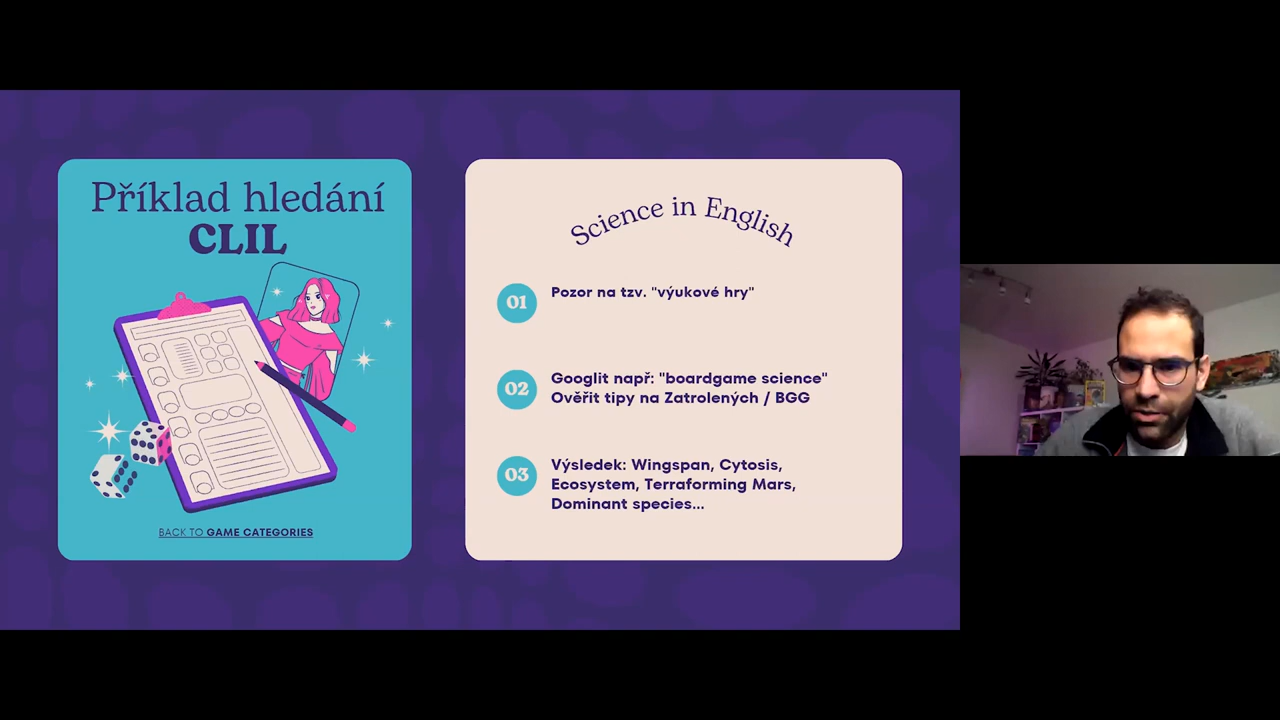 Příklad hledání
CLIL
BACK TO GAME CATEGORIES
Science in English
01
Pozor na tzv. "výukové hry"
02
Googlit např: "boardgame science"
Ověřit tipy na Zatrolených / BGG
03
Výsledek: Wingspan, Cytosis,
Ecosystem, Terraforming Mars,
Dominant species...